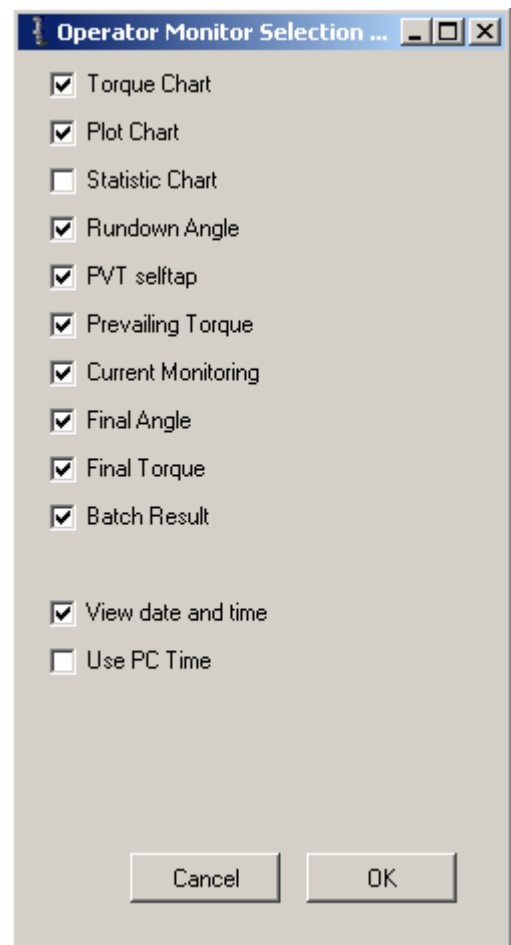 Operator Monitor Selection ...
Torque Chart
Plot Chart
Statistic Chart
Rundown Angle
PVT selftap
Prevailing Torque
Current Monitoring
Final Angle
Final Torque
Batch Result
View date and time
Use PC Time
Cancel OK